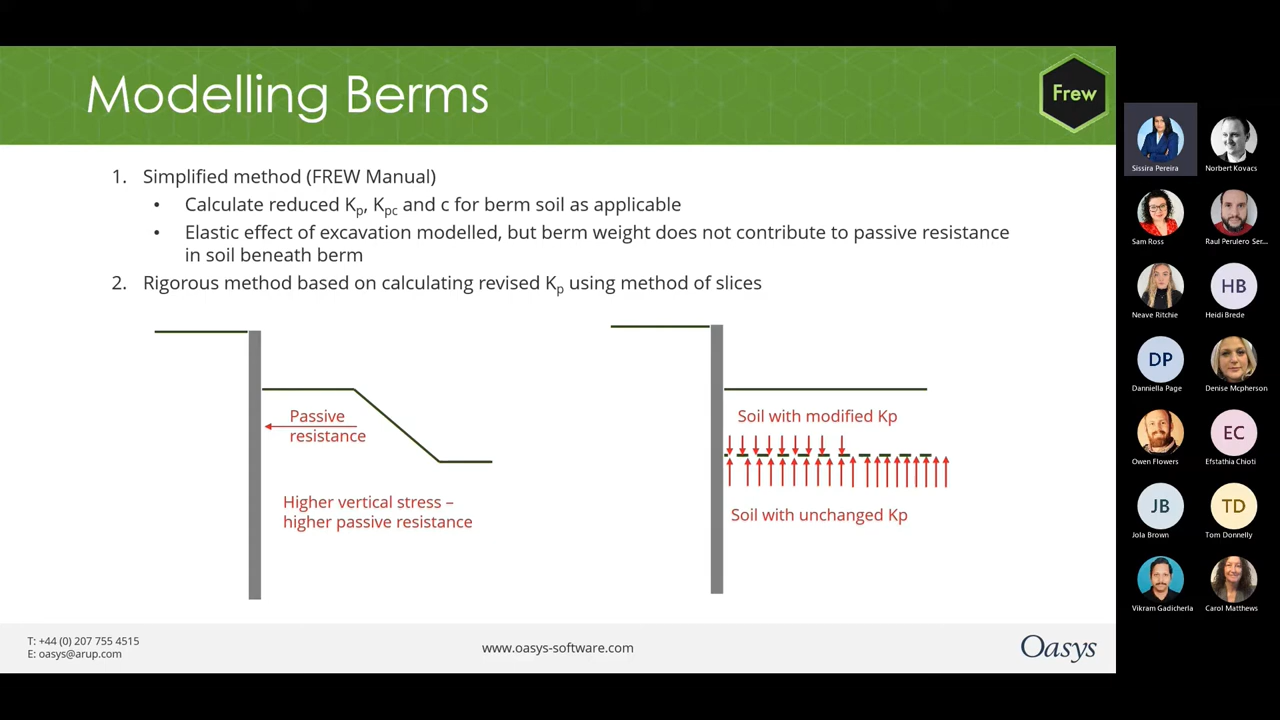 Modelling Berms
Frew
1. Simplified method (FREW Manual)
• Calculate reduced Kp, Kpc and c for berm soil as applicable
• Elastic effect of excavation modelled, but berm weight does not contribute to passive resistance
in soil beneath berm
2. Rigorous method based on calculating revised Kp using method of slices
Passive
resistance
Higher vertical stress –
higher passive resistance
Soil with modified Kp
Soil with unchanged Kp
T: +44 (0) 207 755 4515
E: oasys@arup.com
www.oasys-software.com
Oasys
Sissira Pereira
Norbert Kovacs
Sam Ross
Raul Perulero Ser...
Neave Ritchie
HB
Heidi Brede
DP
Danniella Page
Denise Mcpherson
Owen Flowers
EC
Efstathia Chioti
JB
Jola Brown
TD
Tom Donnelly
Vikram Gadicherla
Carol Matthews